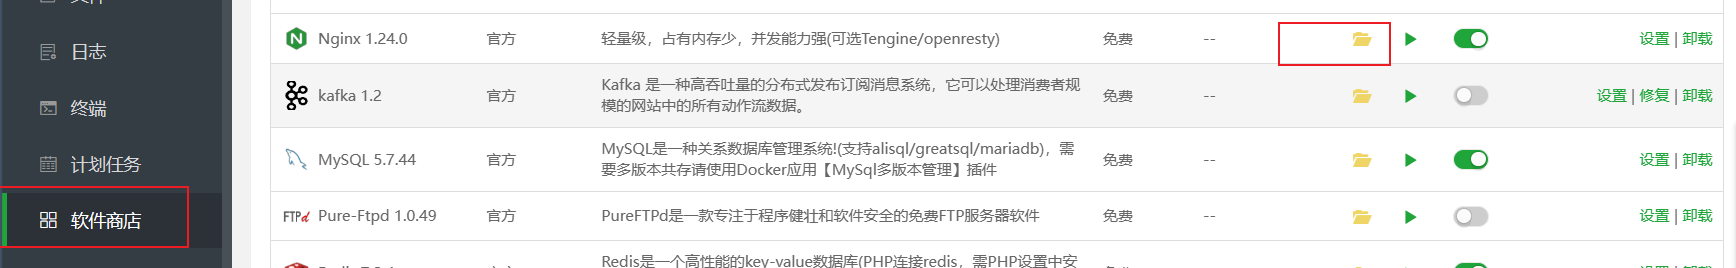 日志
终端
计划任务
软件商店
Nginx 1.24.0 官方 轻量级，占有内存少，并发能力强(可选Tengine/openresty) 免费 -- 设置 | 卸载
kafka 1.2 官方 Kafka 是一种高吞吐量的分布式发布订阅消息系统，它可以处理消费者规 免费 -- 设置 | 修复 | 卸载
模的网站中的所有动作流数据。
MySQL 5.7.44 官方 MySQL是一种关系数据库管理系统!(支持alisql/greatsql/mariadb)，需 免费 -- 设置 | 卸载
要多版本共存请使用Docker应用【MySql多版本管理】插件
FTPd Pure-Ftpd 1.0.49 官方 PureFTPd是一款专注于程序健壮和软件安全的免费FTP服务器软件 免费 -- 设置 | 卸载
Redis是一个高性能的key-value数据库(PHP连接redis，需PHP设置中安